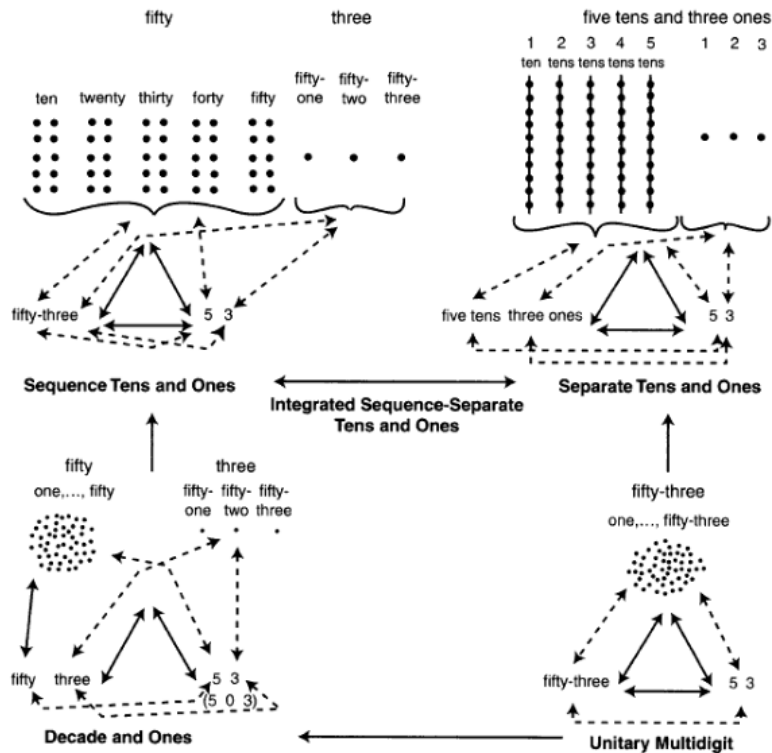 fifty three
ten twenty thirty forty fifty fifty-one fifty-two fifty-three
fifty-three 5 3
Sequence Tens and Ones
five tens and three ones
1 2 3 4 5 1 2 3
ten tens tens tens tens
five tens three ones 5 3
Separate Tens and Ones
Integrated Sequence-Separate
Tens and Ones
fifty three
one,..., fifty
fifty- fifty- fifty-
one two three
fifty three 5 3
(5 0 3)
Decade and Ones
fifty-three
one,..., fifty-three
fifty-three 5 3
Unitary Multidigit